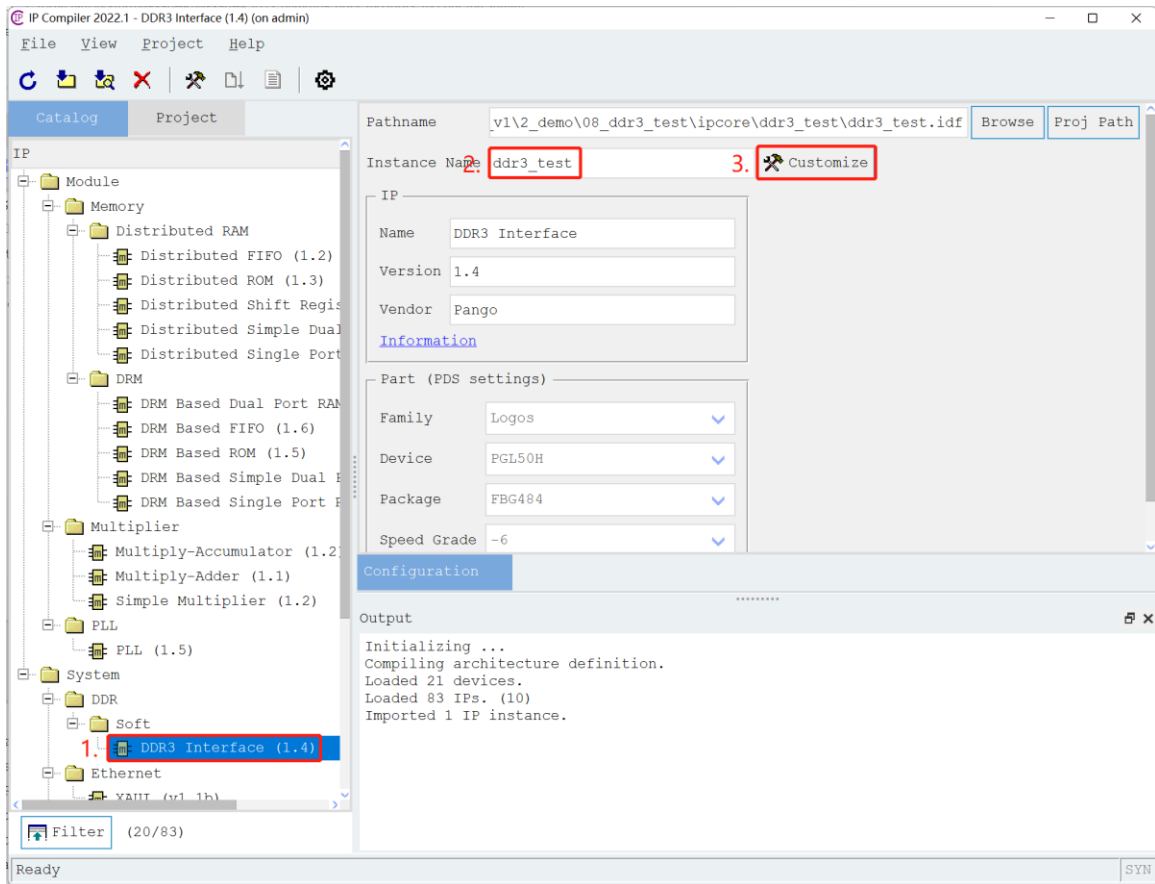 IP Compiler 2022.1 - DDR3 Interface (1.4) (on admin)
File View Project Help
Catalog Project
IP
Module
Memory
Distributed RAM
Distributed FIFO (1.2)
Distributed ROM (1.3)
Distributed Shift Regis
Distributed Simple Dual
Distributed Single Port
DRM
DRM Based Dual Port RAM
DRM Based FIFO (1.6)
DRM Based ROM (1.5)
DRM Based Simple Dual
DRM Based Single Port
Multiplier
Multiply-Accumulator (1.2)
Multiply-Adder (1.1)
Simple Multiplier (1.2)
PLL
PLL (1.5)
System
DDR
Soft
1. DDR3 Interface (1.4)
Ethernet
XAUI (v1_1b)
Filter (20/83)
Pathname v1\2_demo\08_ddr3_test\ipcore\ddr3_test\ddr3_test.idf Browse Proj Path
Instance Name 2. ddr3_test 3. Customize
IP
Name DDR3 Interface
Version 1.4
Vendor Pango
Information
Part (PDS settings)
Family Logos
Device PGL50H
Package FBG484
Speed Grade -6
Configuration
Output
Initializing ...
Compiling architecture definition.
Loaded 21 devices.
Loaded 83 IPs. (10)
Imported 1 IP instance.
Ready SYN